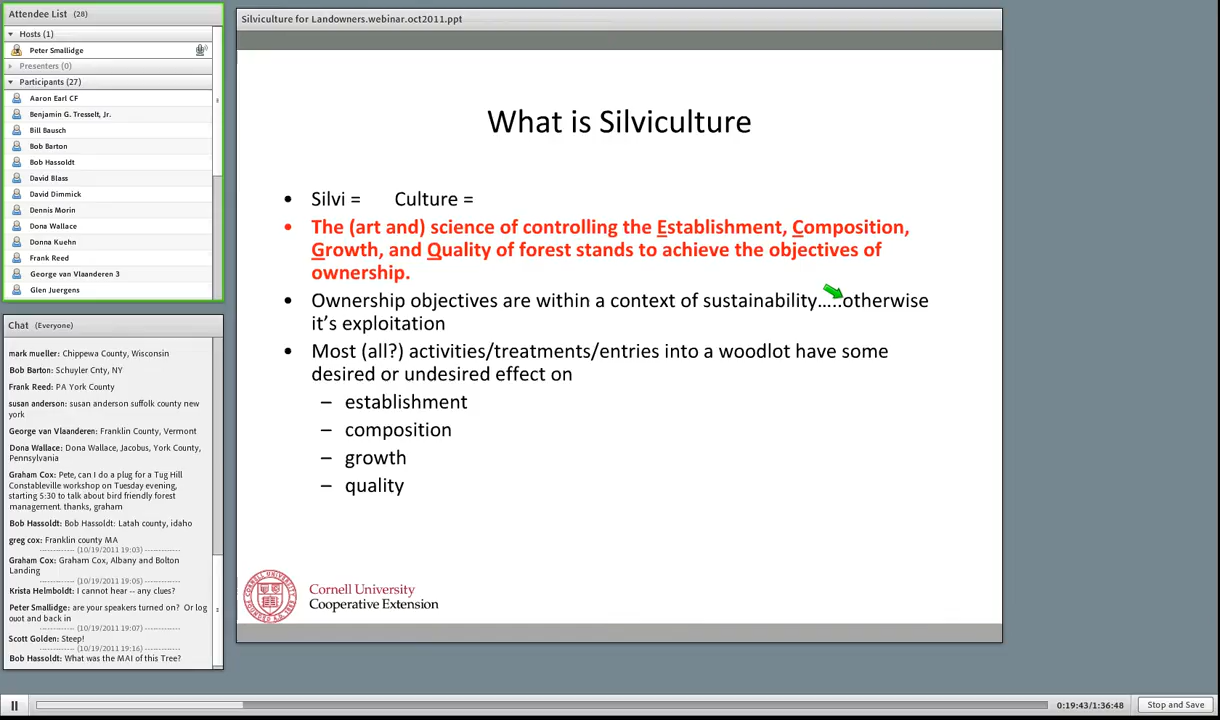 Attendee List (28)
Hosts (1)
Peter Smallidge
Presenters (0)
Participants (27)
Aaron Earl CF
Benjamin G. Tresselt, Jr.
Bill Bausch
Bob Barton
Bob Hassoldt
David Blass
David Dimmick
Dennis Morin
Dona Wallace
Donna Kuehn
Frank Reed
George van Vlaanderen 3
Glen Juergens
Chat (Everyone)
mark mueller: Chippewa County, Wisconsin
Bob Barton: Schuyler Cnty, NY
Frank Reed: PA York County
susan anderson: susan anderson suffolk county new
york
George van Vlaanderen: Franklin County, Vermont
Dona Wallace: Dona Wallace, Jacobus, York County,
Pennsylvania
Graham Cox: Pete, can I do a plug for a Tug Hill
Constableville workshop on Tuesday evening,
starting 5:30 to talk about bird friendly forest
management. thanks, graham
Bob Hassoldt: Bob Hassoldt: Latah county, idaho
greg cox: Franklin county MA
------------ (10/19/2011 19:03) -------------
Graham Cox: Graham Cox, Albany and Bolton
Landing
------------ (10/19/2011 19:05) -------------
Krista Helmboldt: I cannot hear -- any clues?
Peter Smallidge: are your speakers turned on? Or log
ouot and back in
------------ (10/19/2011 19:07) -------------
Scott Golden: Steep!
------------ (10/19/2011 19:16) -------------
Bob Hassoldt: What was the MAI of this Tree?
Silviculture for Landowners.webinar.oct2011.ppt
What is Silviculture
• Silvi = Culture =
• The (art and) science of controlling the Establishment, Composition,
Growth, and Quality of forest stands to achieve the objectives of
ownership.
• Ownership objectives are within a context of sustainability…..otherwise
it’s exploitation
• Most (all?) activities/treatments/entries into a woodlot have some
desired or undesired effect on
– establishment
– composition
– growth
– quality
Cornell University
Cooperative Extension
0:19:43/1:36:48
Stop and Save